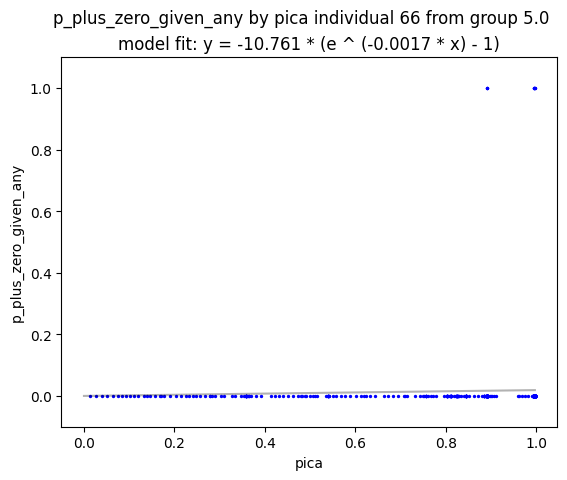 p_plus_zero_given_any by pica individual 66 from group 5.0
model fit: y = -10.761 * (e ^ (-0.0017 * x) - 1)
1.0
0.8
0.6
0.4
0.2
0.0
p_plus_zero_given_any
0.0 0.2 0.4 0.6 0.8 1.0
pica